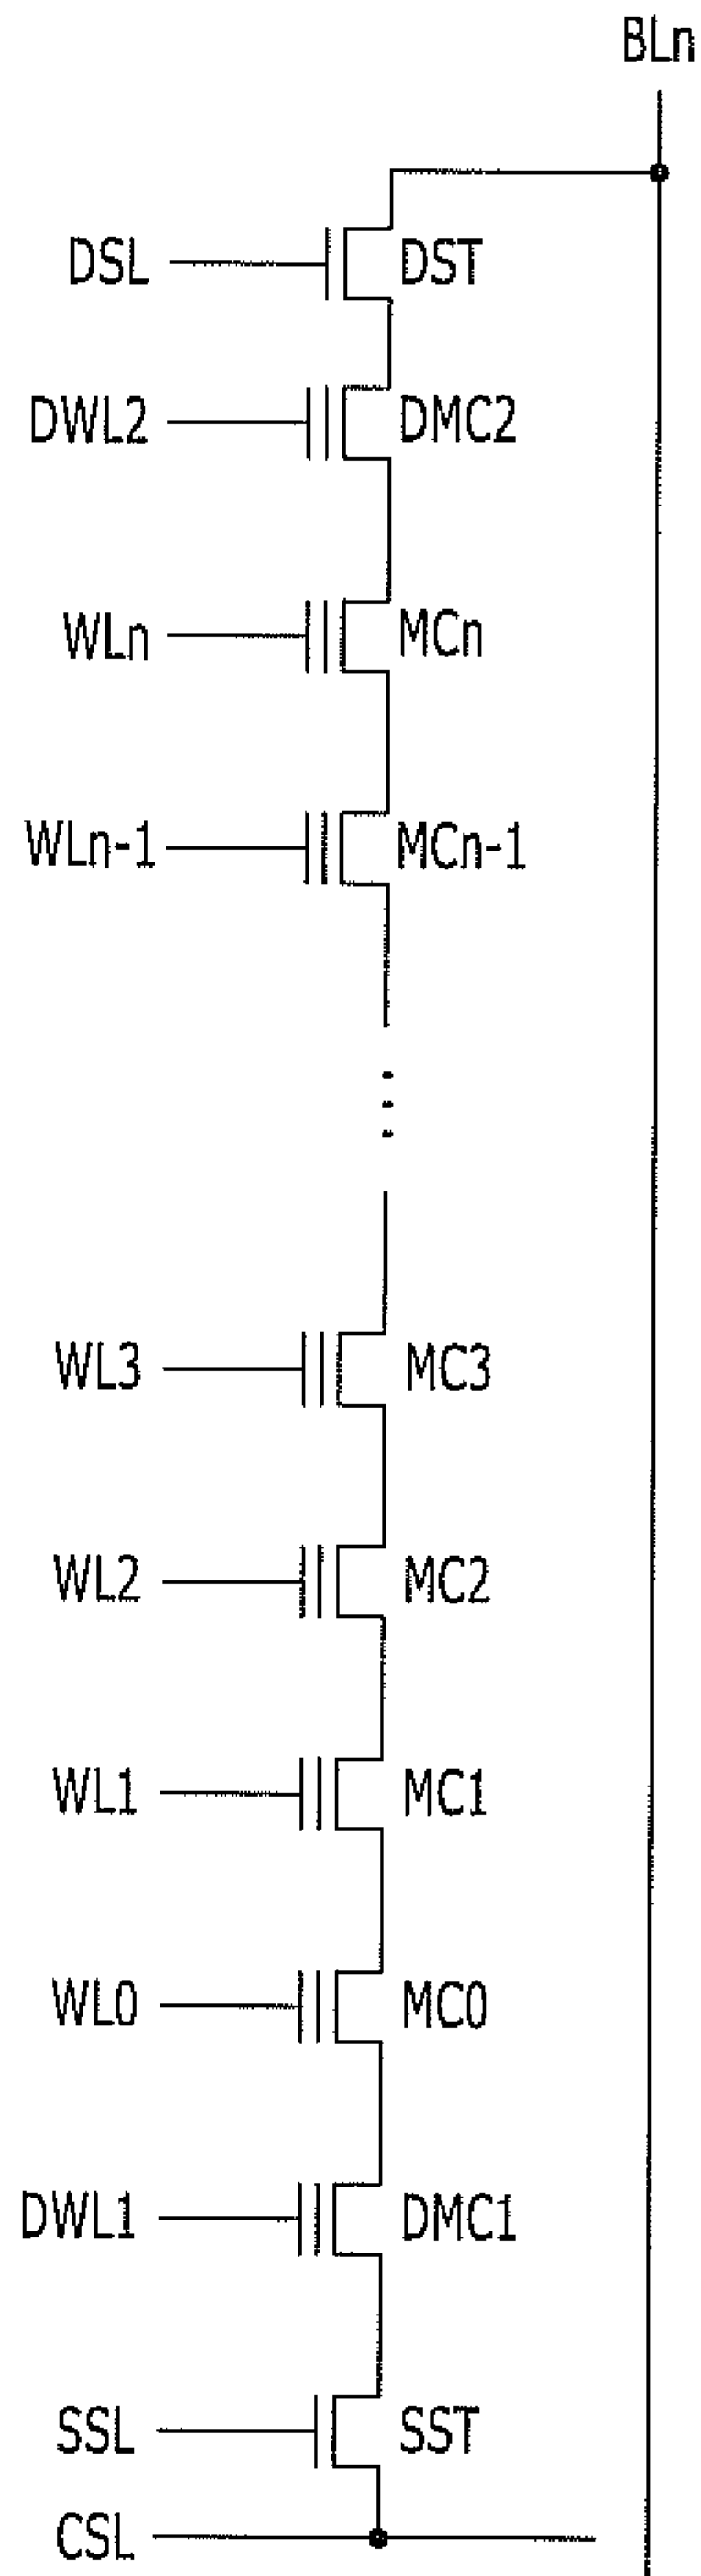 BLn
DSL DST
DWL2 DMC2
WLn MCn
WLn-1 MCn-1
WL3 MC3
WL2 MC2
WL1 MC1
WL0 MC0
DWL1 DMC1
SSL SST
CSL